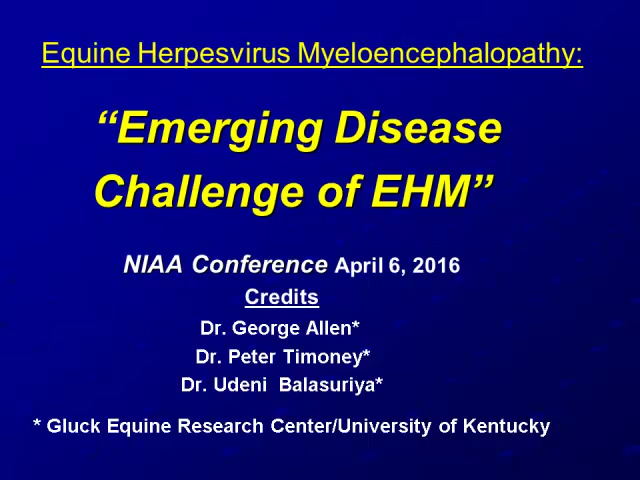 Equine Herpesvirus Myeloencephalopathy:
“Emerging Disease
Challenge of EHM”
NIAA Conference April 6, 2016
Credits
Dr. George Allen*
Dr. Peter Timoney*
Dr. Udeni  Balasuriya*
* Gluck Equine Research Center/University of Kentucky